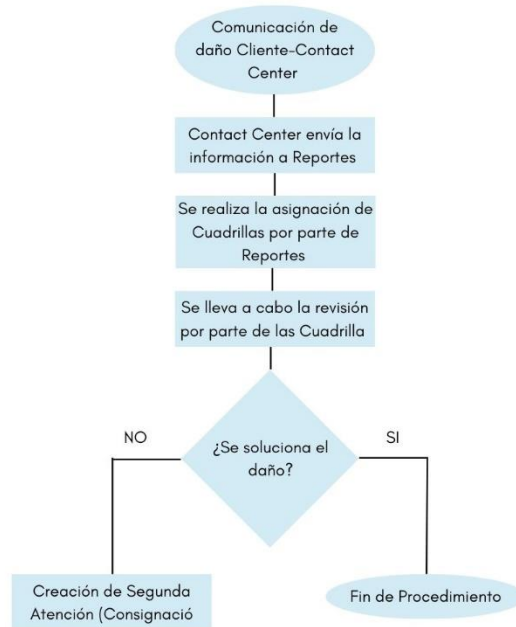 Comunicación de
daño Cliente-Contact
Center
Contact Center envía la
información a Reportes
Se realiza la asignación de
Cuadrillas por parte de
Reportes
Se lleva a cabo la revisión
por parte de las Cuadrilla
¿Se soluciona el
daño?
NO
SI
Creación de Segunda
Atención (Consignació
Fin de Procedimiento